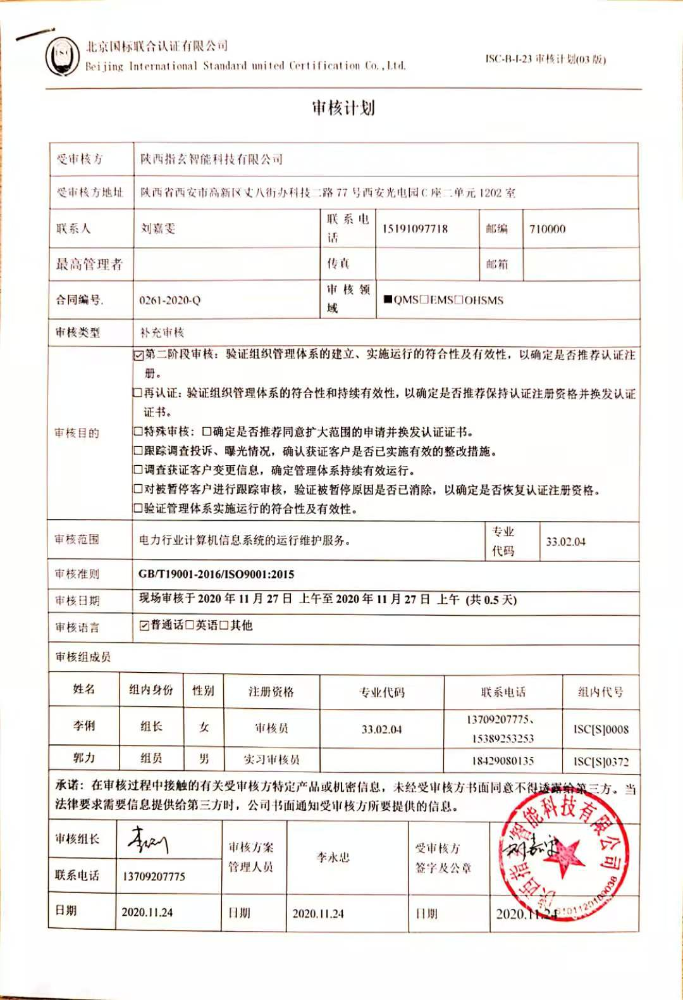 ISC
北京国标联合认证有限公司
Beijing International Standard united Certification Co.,Ltd.
ISC-B-I-23 审核计划(03 版)
审核计划
受审核方 陕西指玄智能科技有限公司
受审核方地址 陕西省西安市高新区丈八街办科技二路 77 号西安光电园 C 座二单元 1202 室
联系人 刘嘉雯 联系电话 15191097718 邮编 710000
最高管理者 传真 邮箱
合同编号. 0261-2020-Q 审核领域 ■QMS□EMS□OHSMS
审核类型 补充审核
审核目的
☑第二阶段审核：验证组织管理体系的建立、实施运行的符合性及有效性，以确定是否推荐认证注
册。
□再认证：验证组织管理体系的符合性和持续有效性，以确定是否推荐保持认证注册资格并换发认证
证书。
□特殊审核：□确定是否推荐同意扩大范围的申请并换发认证证书。
□跟踪调查投诉、曝光情况，确认获证客户是否已实施有效的整改措施。
□调查获证客户变更信息，确定管理体系持续有效运行。
□对被暂停客户进行跟踪审核，验证被暂停原因是否已消除，以确定是否恢复认证注册资格。
□验证管理体系实施运行的符合性及有效性。
审核范围 电力行业计算机信息系统的运行维护服务。 专业代码 33.02.04
审核准则 GB/T19001-2016/ISO9001:2015
审核日期 现场审核于 2020 年 11 月 27 日 上午至 2020 年 11 月 27 日 上午 (共 0.5 天)
审核语言 ☑普通话□英语□其他
审核组成员
姓名 组内身份 性别 注册资格 专业代码 联系电话 组内代号
李俐 组长 女 审核员 33.02.04 13709207775、 15389253253 ISC[S]0008
郭力 组员 男 实习审核员 18429080135 ISC[S]0372
承诺：在审核过程中接触的有关受审核方特定产品或机密信息，未经受审核方书面同意不得透露给第三方。当
法律要求需要信息提供给第三方时，公司书面通知受审核方所要提供的信息。
审核组长 李俐 审核方案管理人员 李永忠 受审核方签字及公章 刘嘉雯
联系电话 13709207775
日期 2020.11.24 日期 2020.11.24 日期 2020.11.24
陕西指玄智能科技有限公司
6101120109038